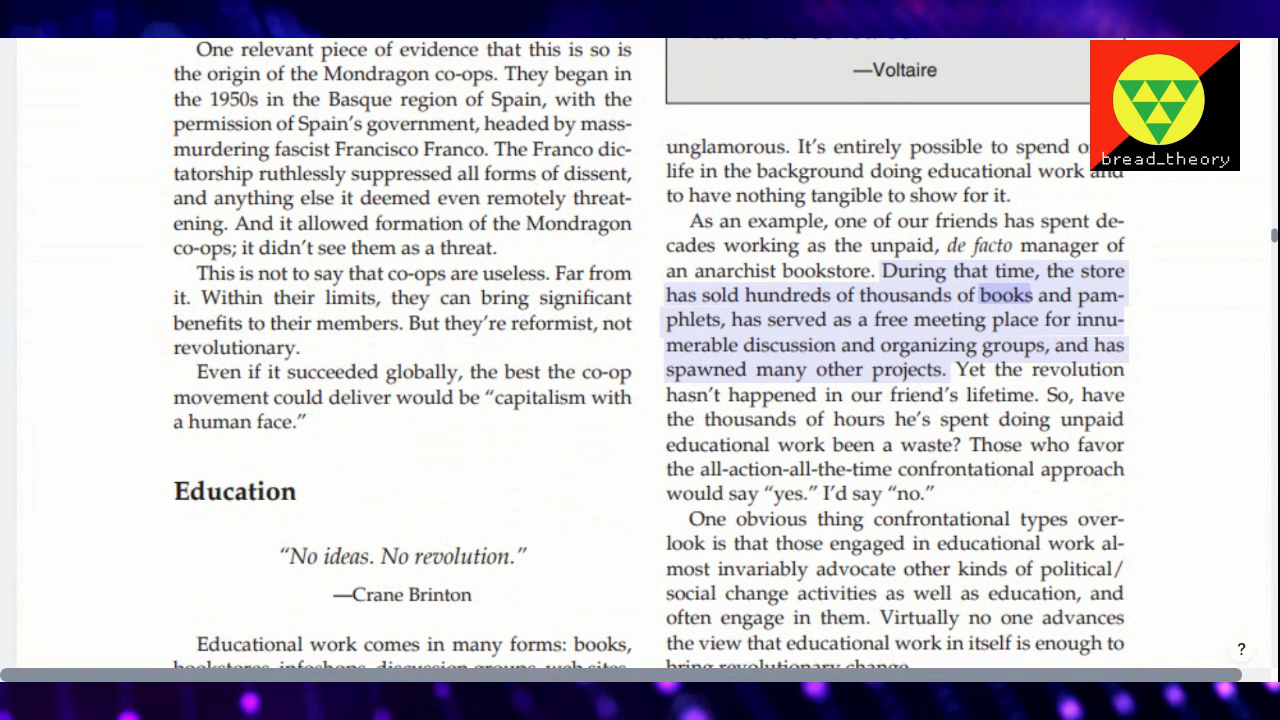 One relevant piece of evidence that this is so is
the origin of the Mondragon co-ops. They began in
the 1950s in the Basque region of Spain, with the
permission of Spain's government, headed by mass-
murdering fascist Francisco Franco. The Franco dic-
tatorship ruthlessly suppressed all forms of dissent,
and anything else it deemed even remotely threat-
ening. And it allowed formation of the Mondragon
co-ops; it didn't see them as a threat.
This is not to say that co-ops are useless. Far from
it. Within their limits, they can bring significant
benefits to their members. But they're reformist, not
revolutionary.
Even if it succeeded globally, the best the co-op
movement could deliver would be “capitalism with
a human face.”
Education
“No ideas. No revolution.”
—Crane Brinton
Educational work comes in many forms: books,
bookstores, infoshops, discussion groups, web sites,
—Voltaire
unglamorous. It's entirely possible to spend
life in the background doing educational work and
to have nothing tangible to show for it.
As an example, one of our friends has spent de-
cades working as the unpaid, de facto manager of
an anarchist bookstore. During that time, the store
has sold hundreds of thousands of books and pam-
phlets, has served as a free meeting place for innu-
merable discussion and organizing groups, and has
spawned many other projects. Yet the revolution
hasn't happened in our friend's lifetime. So, have
the thousands of hours he's spent doing unpaid
educational work been a waste? Those who favor
the all-action-all-the-time confrontational approach
would say “yes.” I'd say “no.”
One obvious thing confrontational types over-
look is that those engaged in educational work al-
most invariably advocate other kinds of political/
social change activities as well as education, and
often engage in them. Virtually no one advances
the view that educational work in itself is enough to
bring revolutionary change.
bread_theory
?